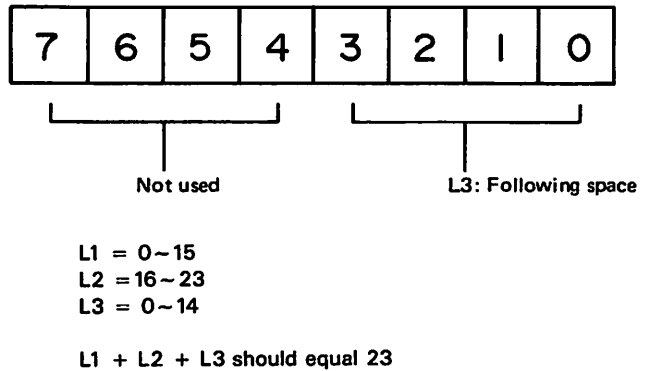 7 6 5 4 3 2 1 0
Not used
L3: Following space
L1 = 0~15
L2 =16~23
L3 = 0~14
L1 + L2 + L3 should equal 23